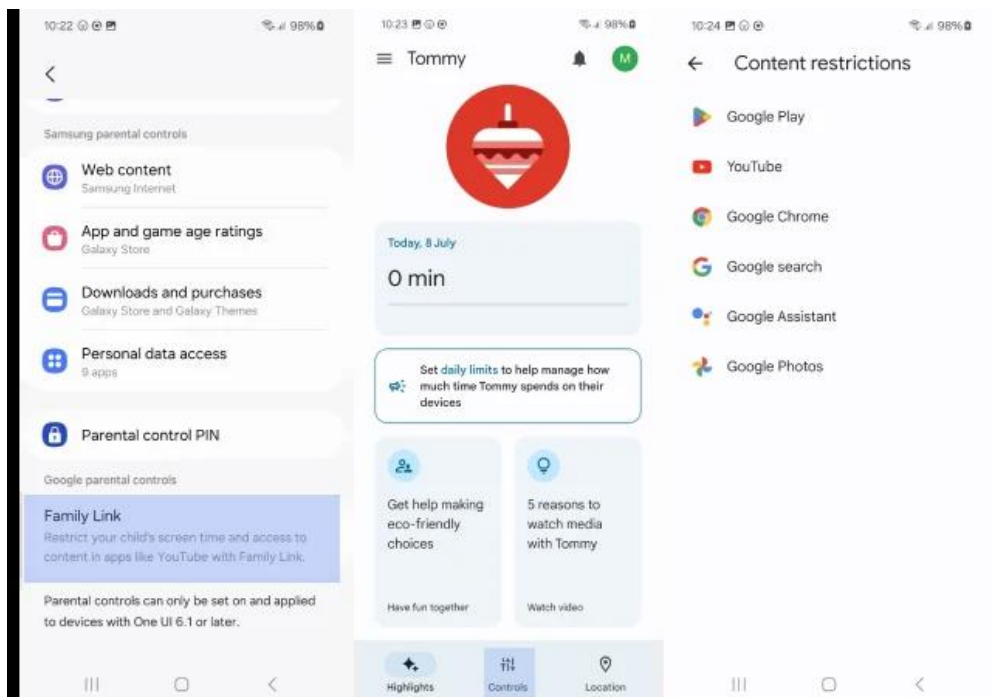 10:22
98%
Samsung parental controls
Web content
Samsung Internet
App and game age ratings
Galaxy Store
Downloads and purchases
Galaxy Store and Galaxy Themes
Personal data access
9 apps
Parental control PIN
Google parental controls
Family Link
Restrict your child's screen time and access to
content in apps like YouTube with Family Link.
Parental controls can only be set on and applied
to devices with One UI 6.1 or later.
10:23
98%
Tommy
M
Today, 8 July
0 min
Set daily limits to help manage how
much time Tommy spends on their
devices
Get help making
eco-friendly
choices
Have fun together
5 reasons to
watch media
with Tommy
Watch video
Highlights
Controls
Location
10:24
98%
Content restrictions
Google Play
YouTube
Google Chrome
Google search
Google Assistant
Google Photos